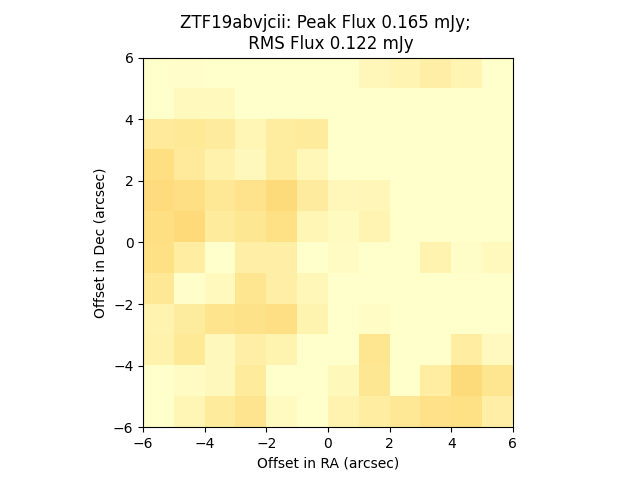 ZTF19abvjcii: Peak Flux 0.165 mJy;
RMS Flux 0.122 mJy
6
4
2
0
−2
−4
−6
Offset in Dec (arcsec)
−6 −4 −2 0 2 4 6
Offset in RA (arcsec)